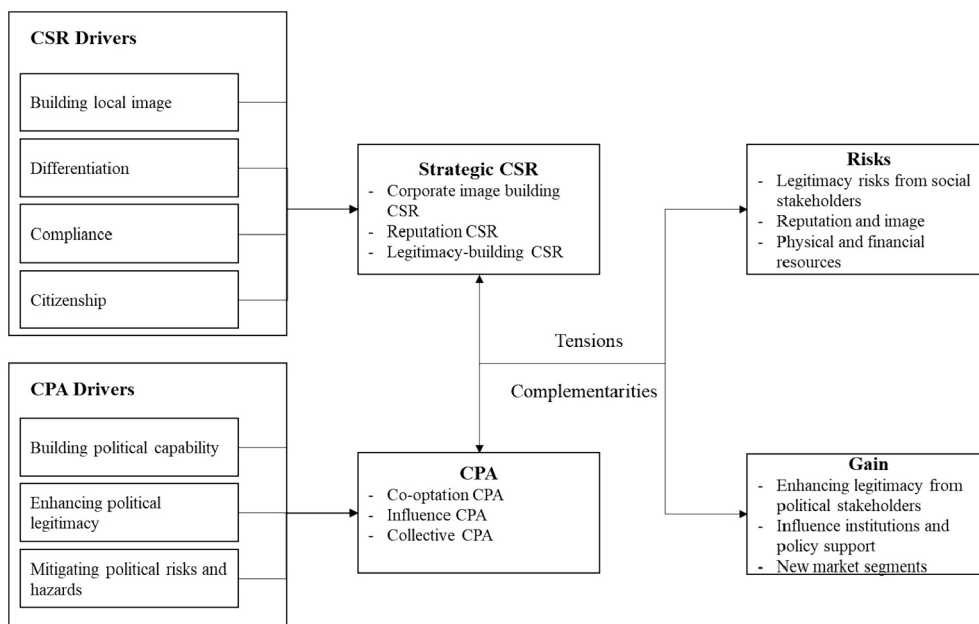 CSR Drivers
Building local image
Differentiation
Compliance
Citizenship
CPA Drivers
Building political capability
Enhancing political
legitimacy
Mitigating political risks and
hazards
Strategic CSR
- Corporate image building
CSR
- Reputation CSR
- Legitimacy-building CSR
Tensions
Complementarities
CPA
- Co-optation CPA
- Influence CPA
- Collective CPA
Risks
- Legitimacy risks from social
stakeholders
- Reputation and image
- Physical and financial
resources
Gain
- Enhancing legitimacy from
political stakeholders
- Influence institutions and
policy support
- New market segments